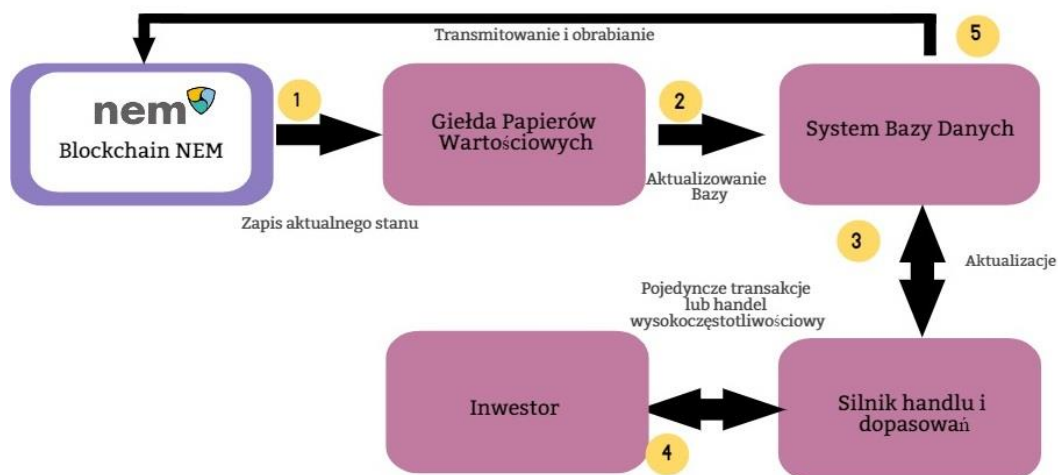 Transmitowanie i obrabianie
5
nem
Blockchain NEM
1
Giełda Papierów
Wartościowych
2
System Bazy Danych
Aktualizowanie
Bazy
Zapis aktualnego stanu
3
Aktualizacje
Pojedyncze transakcje
lub handel
wysokoczęstotliwościowy
Inwestor
4
Silnik handlu i
dopasowań